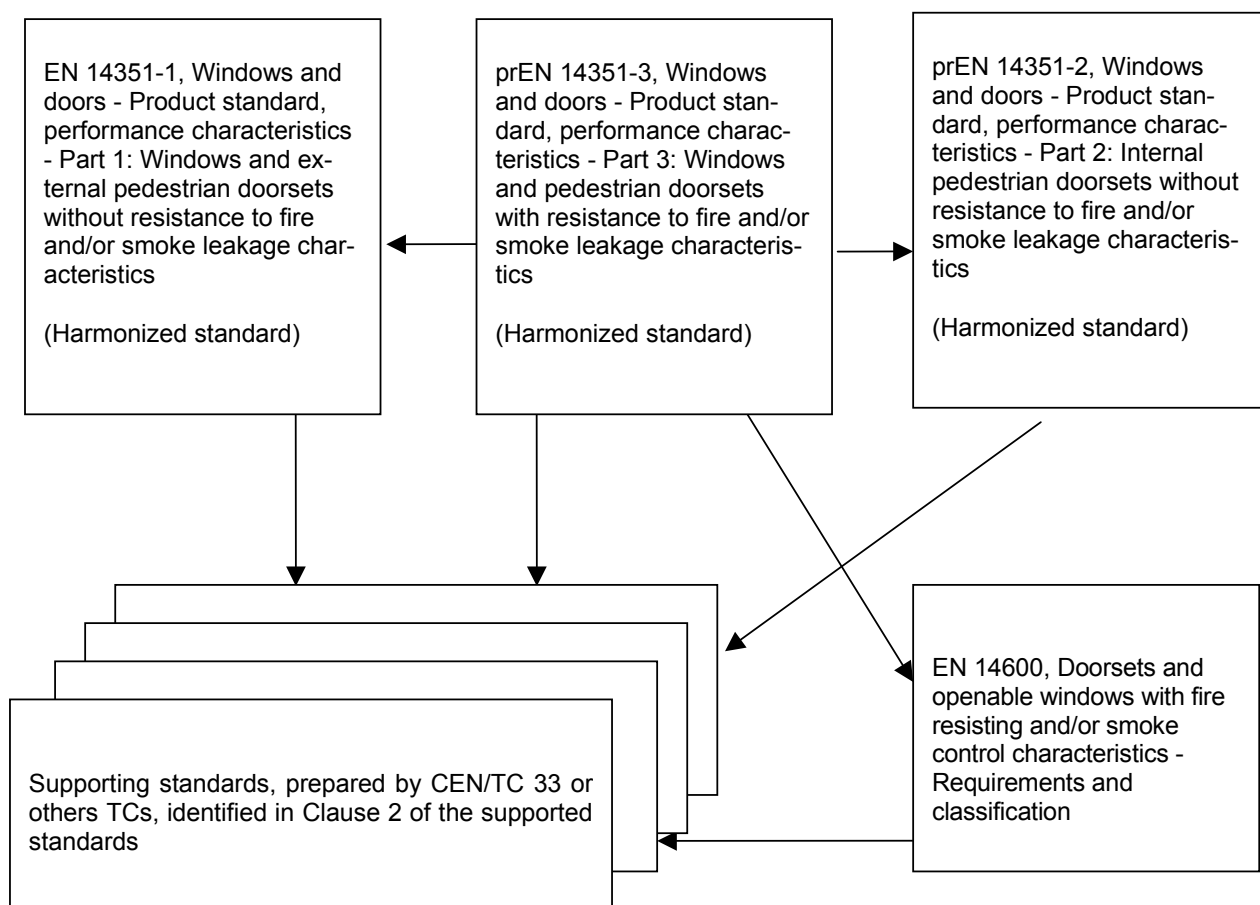 EN 14351-1, Windows and
doors - Product standard,
performance characteristics
- Part 1: Windows and ex-
ternal pedestrian doorsets
without resistance to fire
and/or smoke leakage char-
acteristics
(Harmonized standard)
prEN 14351-3, Windows
and doors - Product stan-
dard, performance charac-
teristics - Part 3: Windows
and pedestrian doorsets
with resistance to fire and/or
smoke leakage characteris-
tics
(Harmonized standard)
prEN 14351-2, Windows
and doors - Product stan-
dard, performance charac-
teristics - Part 2: Internal
pedestrian doorsets without
resistance to fire and/or
smoke leakage characteris-
tics
(Harmonized standard)
Supporting standards, prepared by CEN/TC 33 or
others TCs, identified in Clause 2 of the supported
standards
EN 14600, Doorsets and
openable windows with fire
resisting and/or smoke
control characteristics -
Requirements and
classification